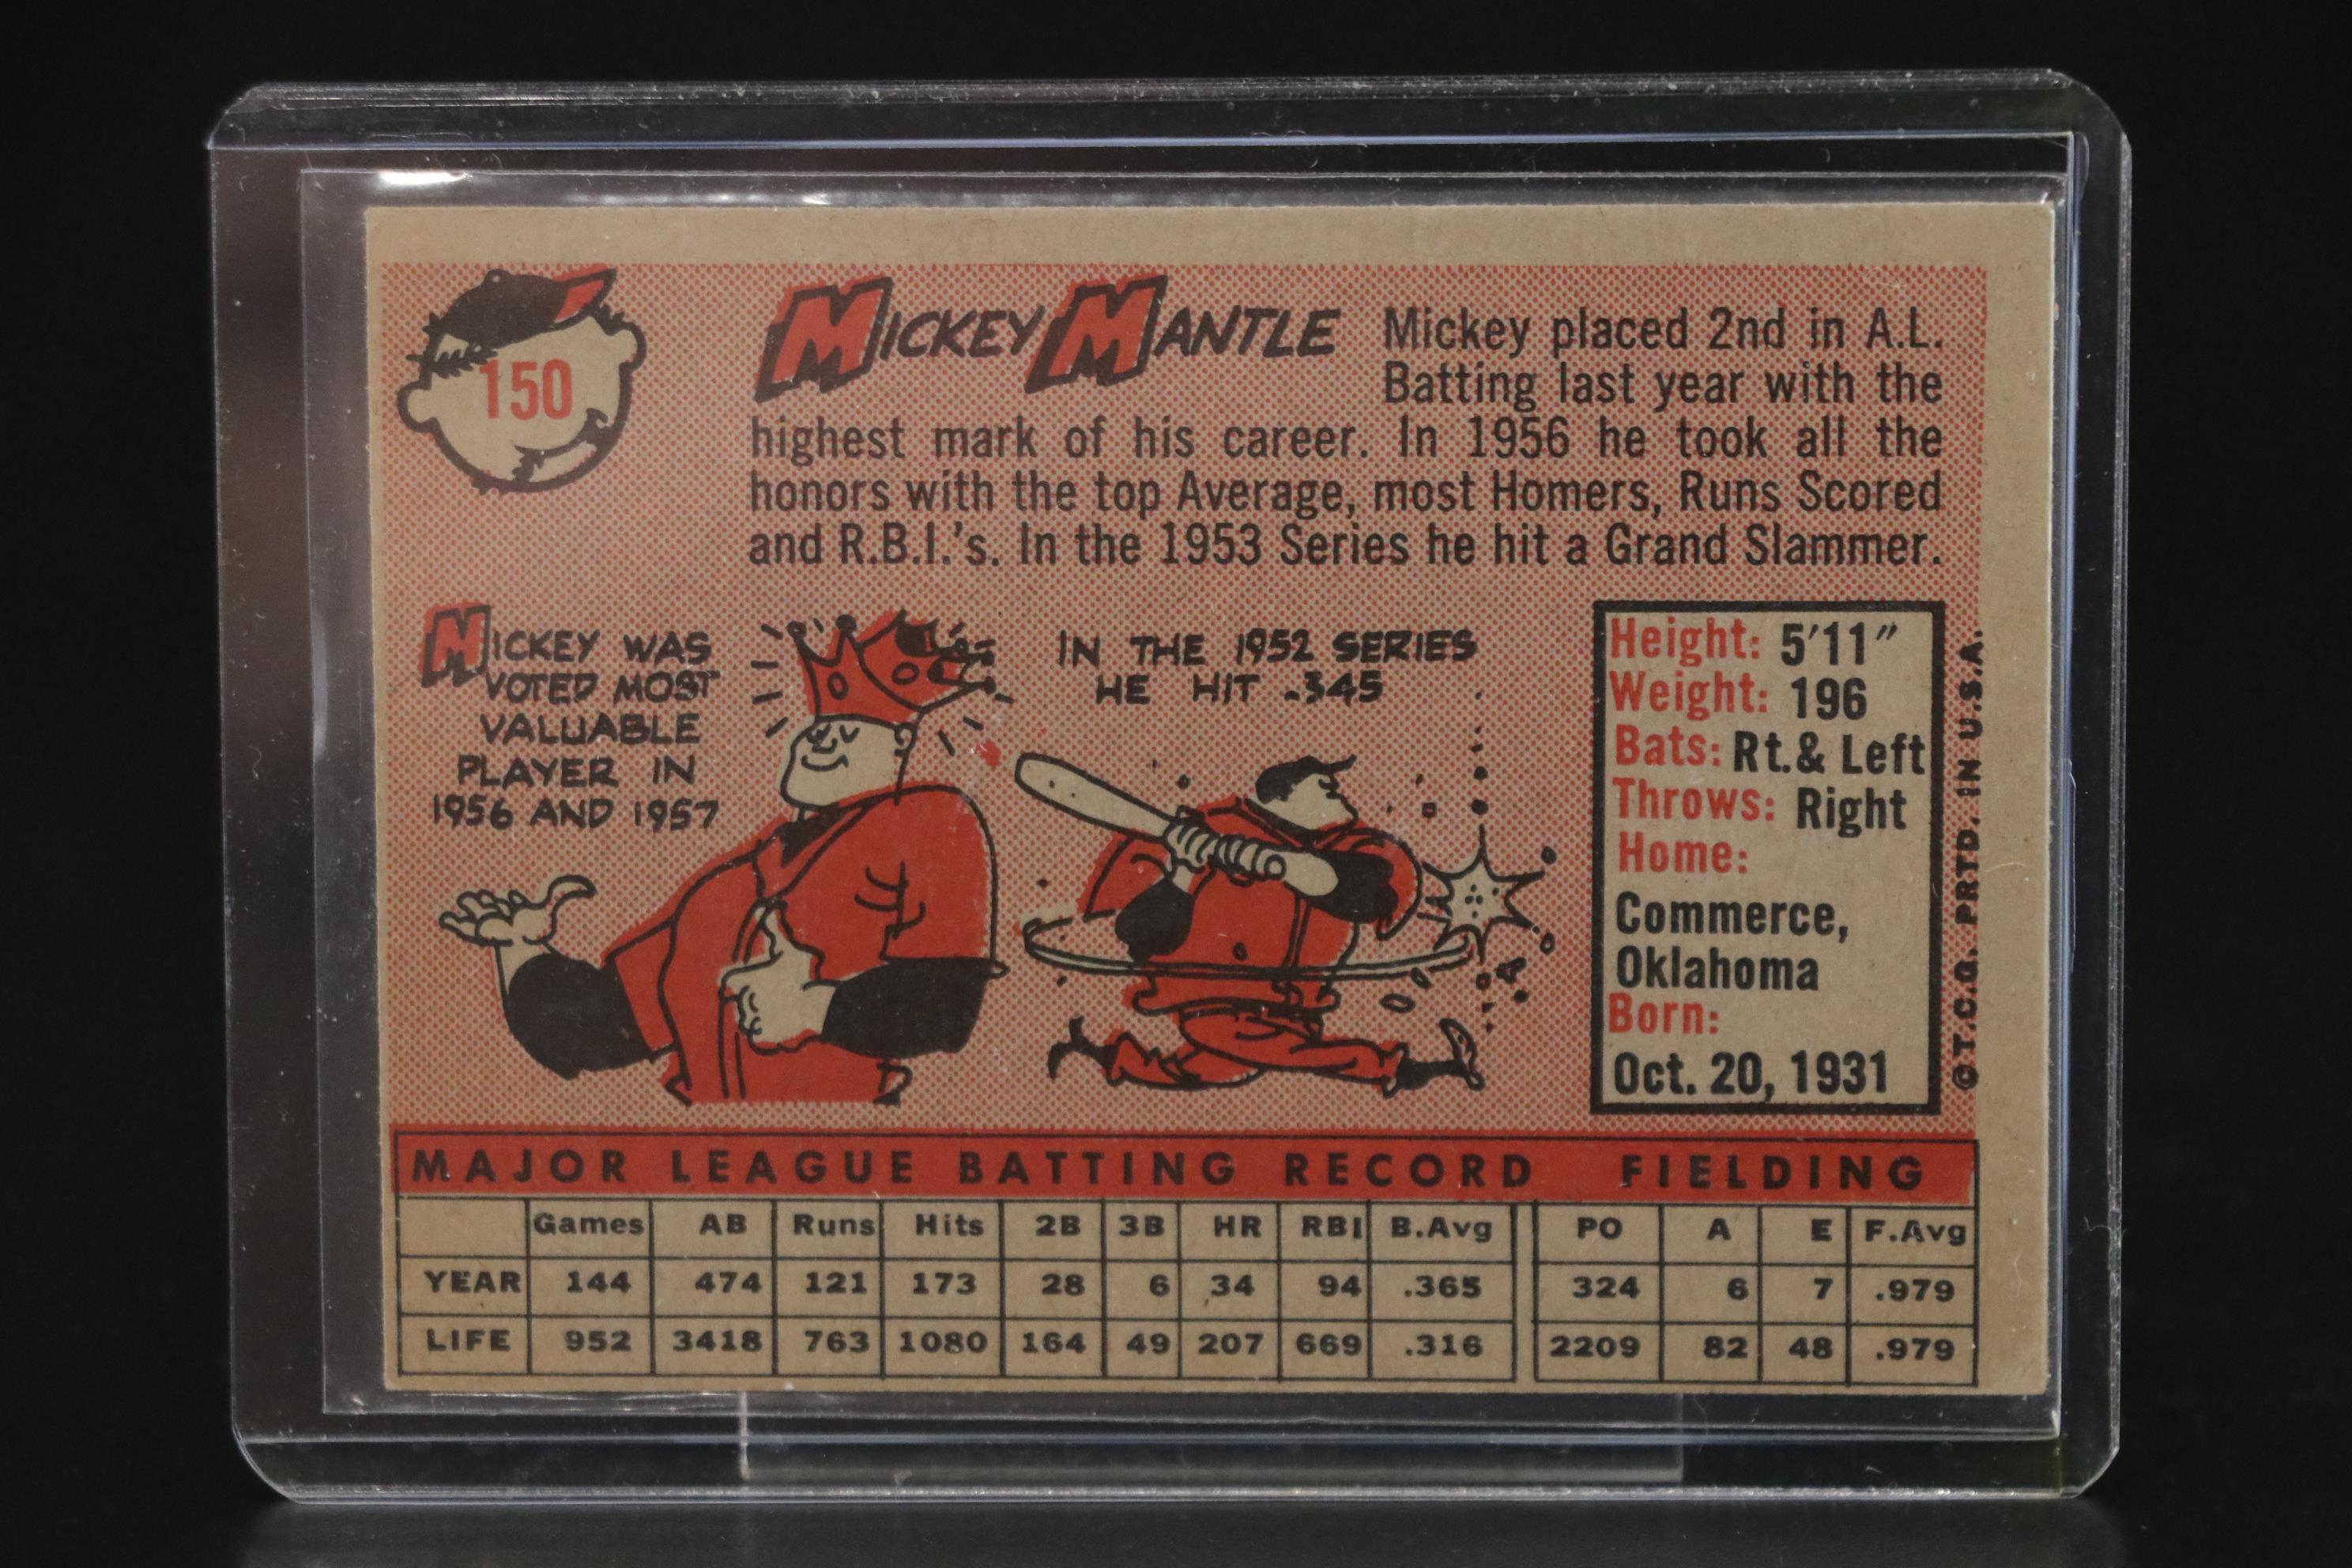 150
MICKEY MANTLE
Mickey placed 2nd in A.L.
Batting last year with the
highest mark of his career. In 1956 he took all the
honors with the top Average, most Homers, Runs Scored
and R.B.I.'s. In the 1953 Series he hit a Grand Slammer.
MICKEY WAS
VOTED MOST
VALUABLE
PLAYER IN
1956 AND 1957
IN THE 1952 SERIES
HE HIT .345
Height: 5'11"
Weight: 196
Bats: Rt.& Left
Throws: Right
Home:
Commerce,
Oklahoma
Born:
Oct. 20, 1931
© T.C.G. PRTD. IN U.S.A.
MAJOR LEAGUE BATTING RECORD FIELDING
Games AB Runs Hits 2B 3B HR RBI B.Avg PO A E F.Avg
YEAR 144 474 121 173 28 6 34 94 .365 324 6 7 .979
LIFE 952 3418 763 1080 164 49 207 669 .316 2209 82 48 .979